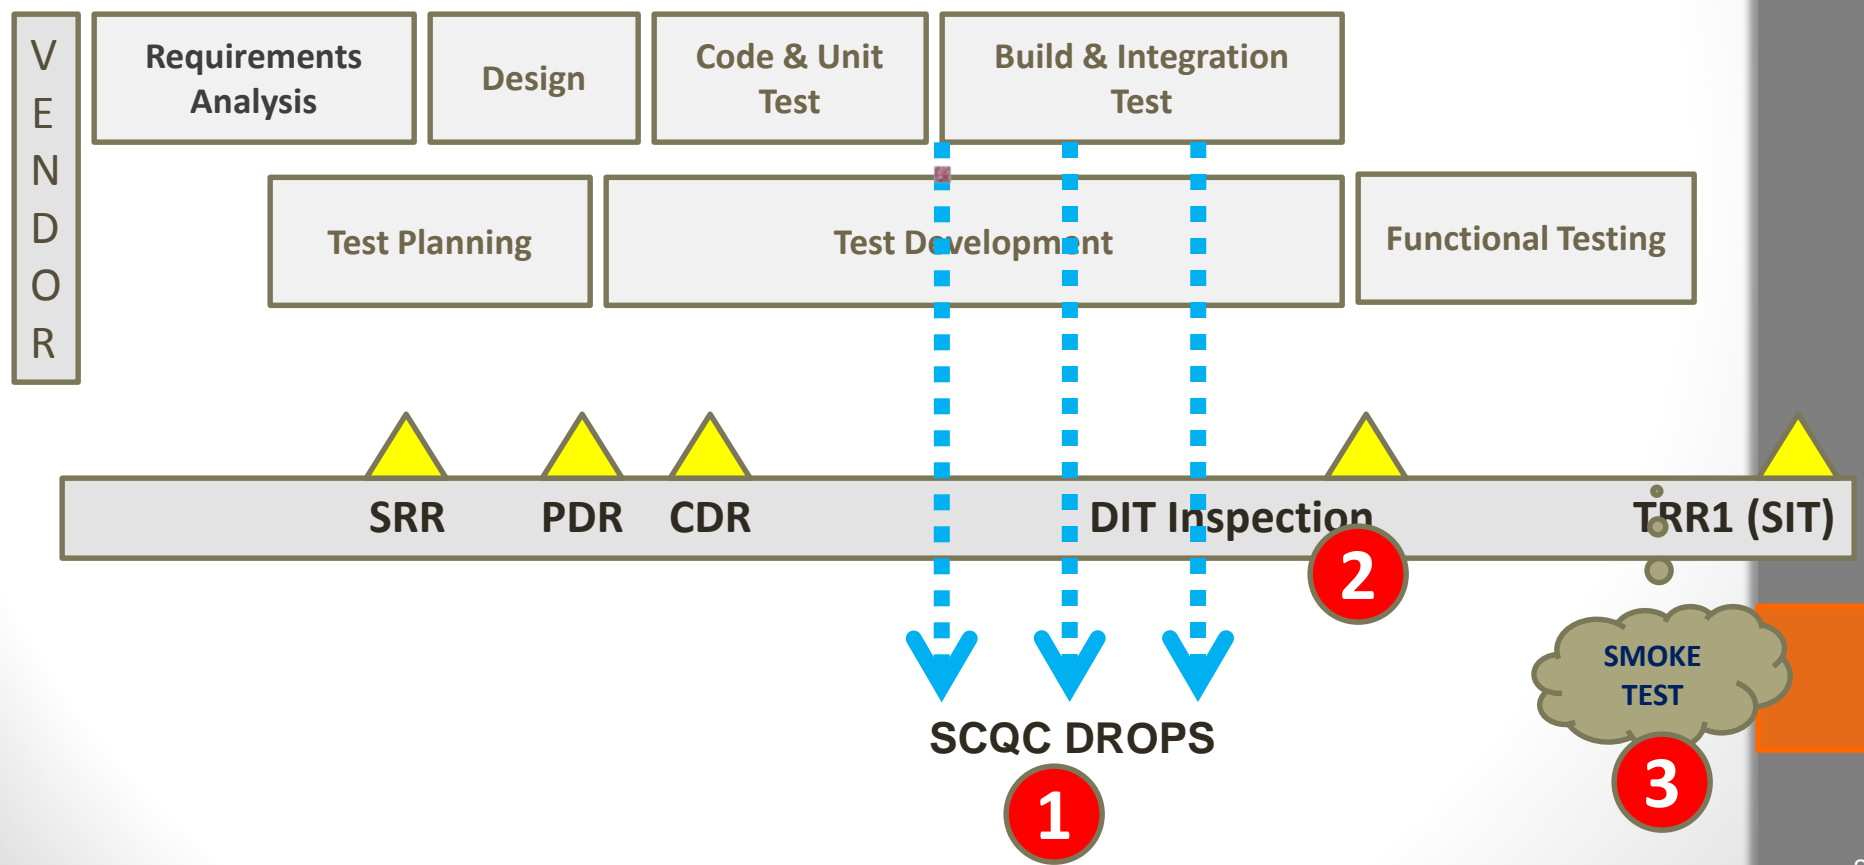 VENDOR
Requirements
Analysis
Design
Code & Unit
Test
Build & Integration
Test
Test Planning
Test Development
Functional Testing
SRR
PDR
CDR
DIT Inspection
TRR1 (SIT)
2
SMOKE
TEST
SCQC DROPS
1
3